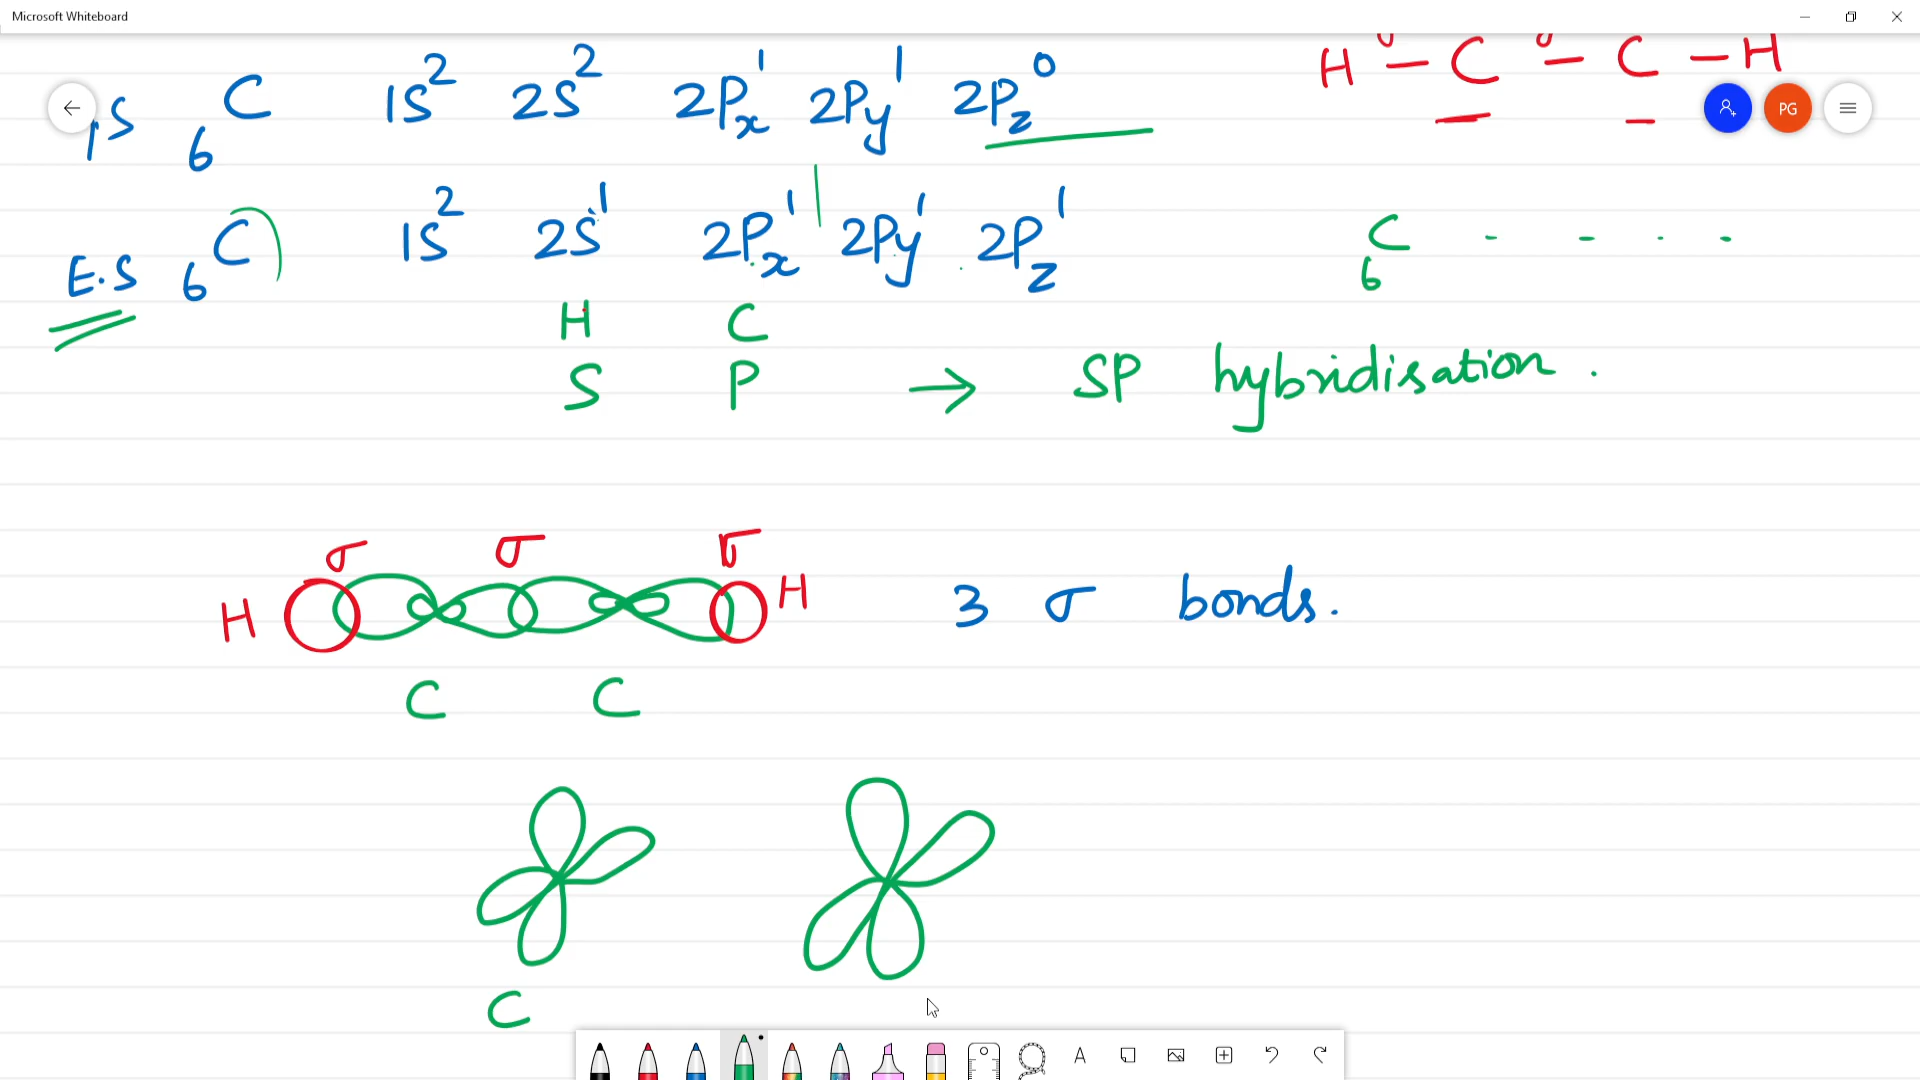 Microsoft Whiteboard
H σ – C σ – C – H
PG
S ₆C 1S² 2S² 2Px¹ 2Py¹ 2Pz⁰
E.S ₆C 1S² 2S¹ 2Px¹ 2Py¹ 2Pz¹
₆C - - - -
H C
S P → SP hybridisation.
σ σ σ
H H 3 σ bonds.
C C
C
A